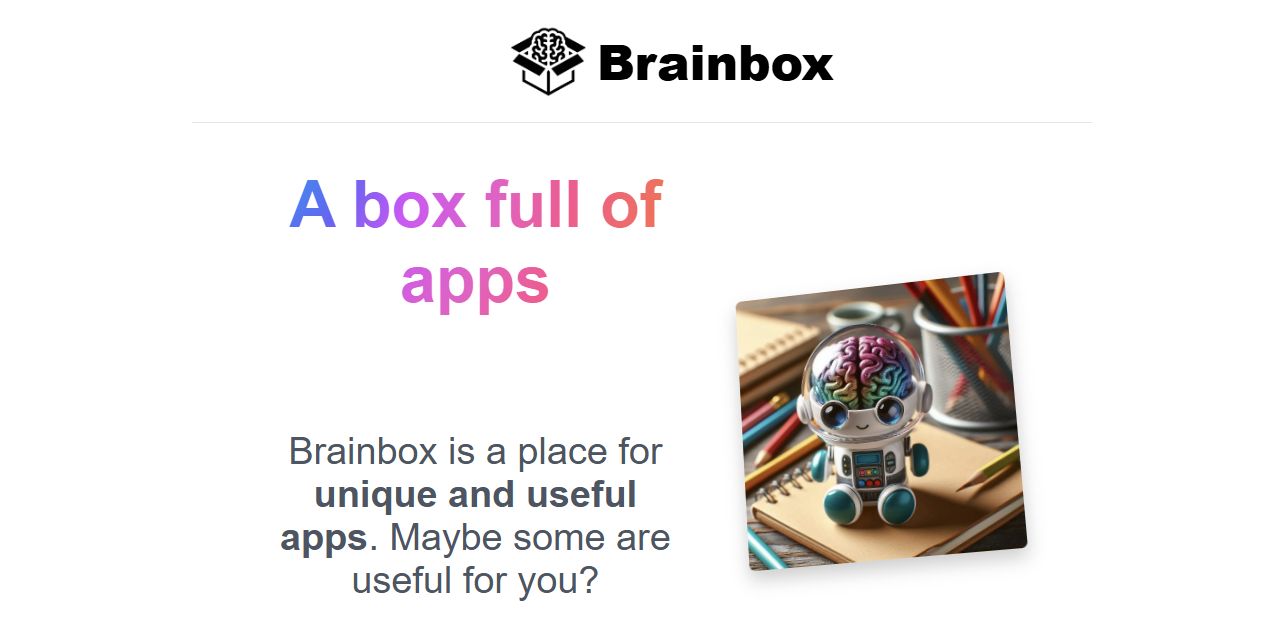 Brainbox
A box full of
apps
Brainbox is a place for
unique and useful
apps. Maybe some are
useful for you?